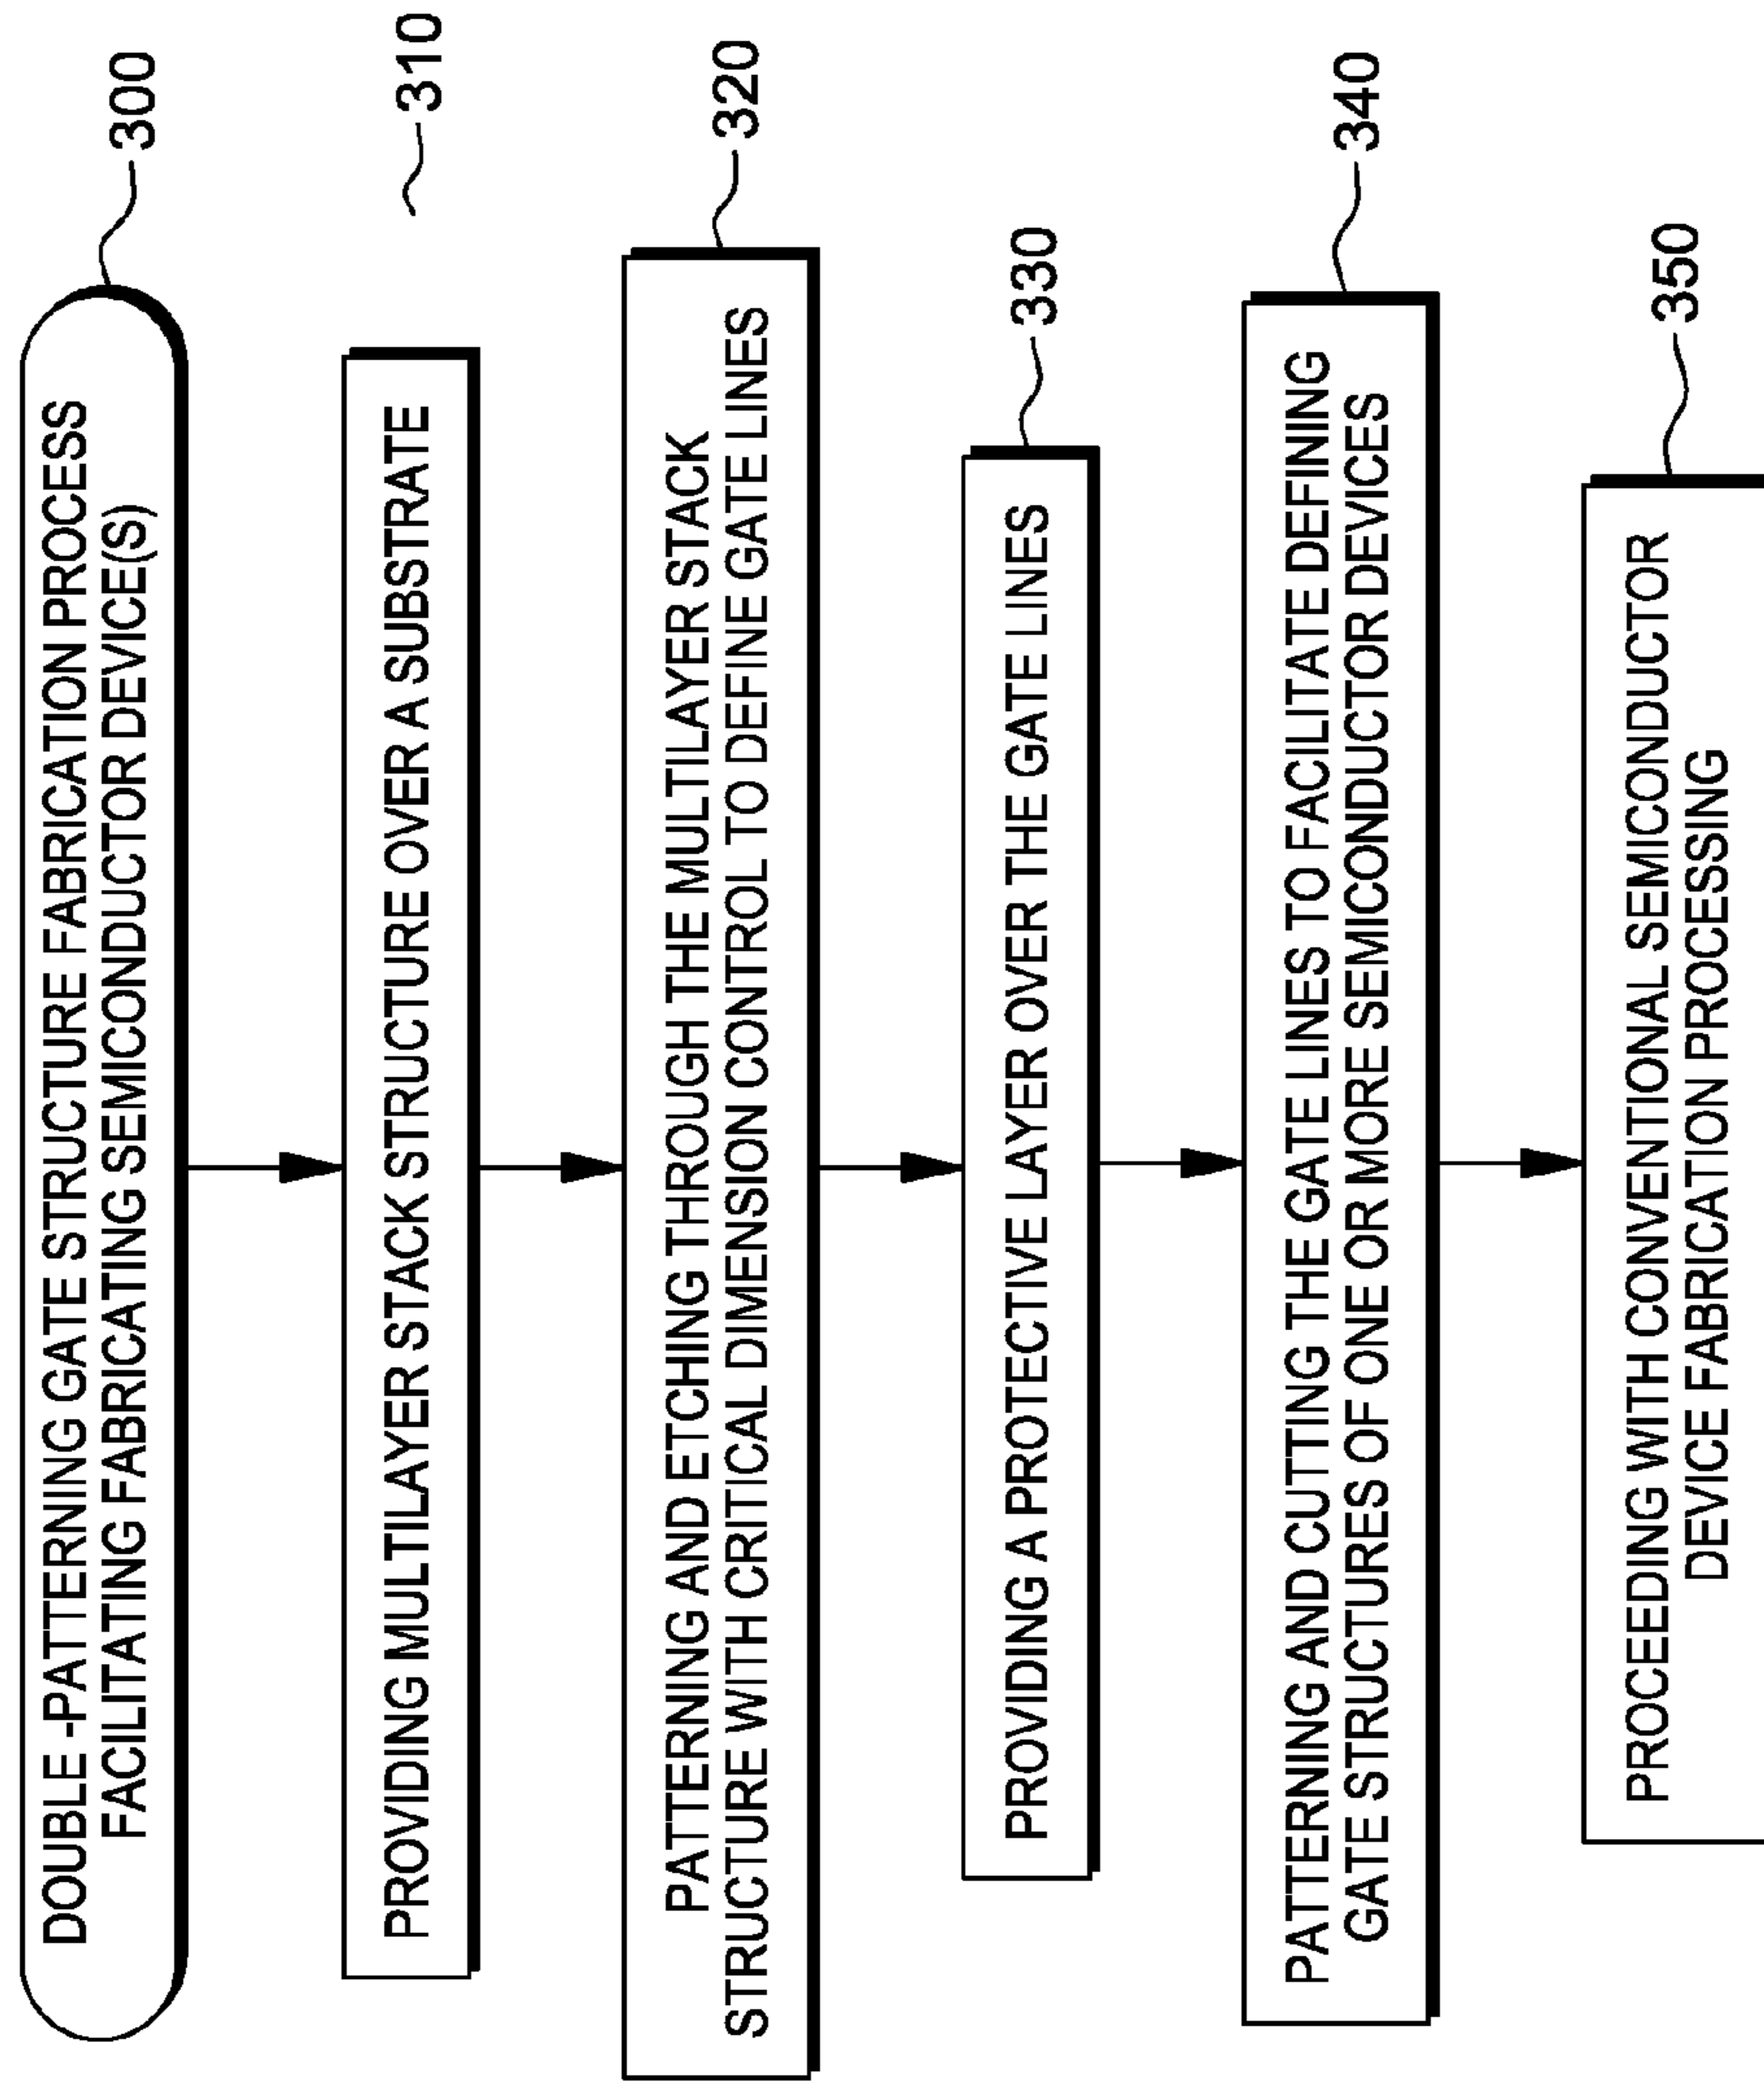 DOUBLE -PATTERNING GATE STRUCTURE FABRICATION PROCESS
FACILITATING FABRICATING SEMICONDUCTOR DEVICE(S)
300
PROVIDING MULTILAYER STACK STRUCTURE OVER A SUBSTRATE
310
PATTERNING AND ETCHING THROUGH THE MULTILAYER STACK
STRUCTURE WITH CRITICAL DIMENSION CONTROL TO DEFINE GATE LINES
320
PROVIDING A PROTECTIVE LAYER OVER THE GATE LINES
330
PATTERNING AND CUTTING THE GATE LINES TO FACILITATE DEFINING
GATE STRUCTURES OF ONE OR MORE SEMICONDUCTOR DEVICES
340
PROCEEDING WITH CONVENTIONAL SEMICONDUCTOR
DEVICE FABRICATION PROCESSING
350